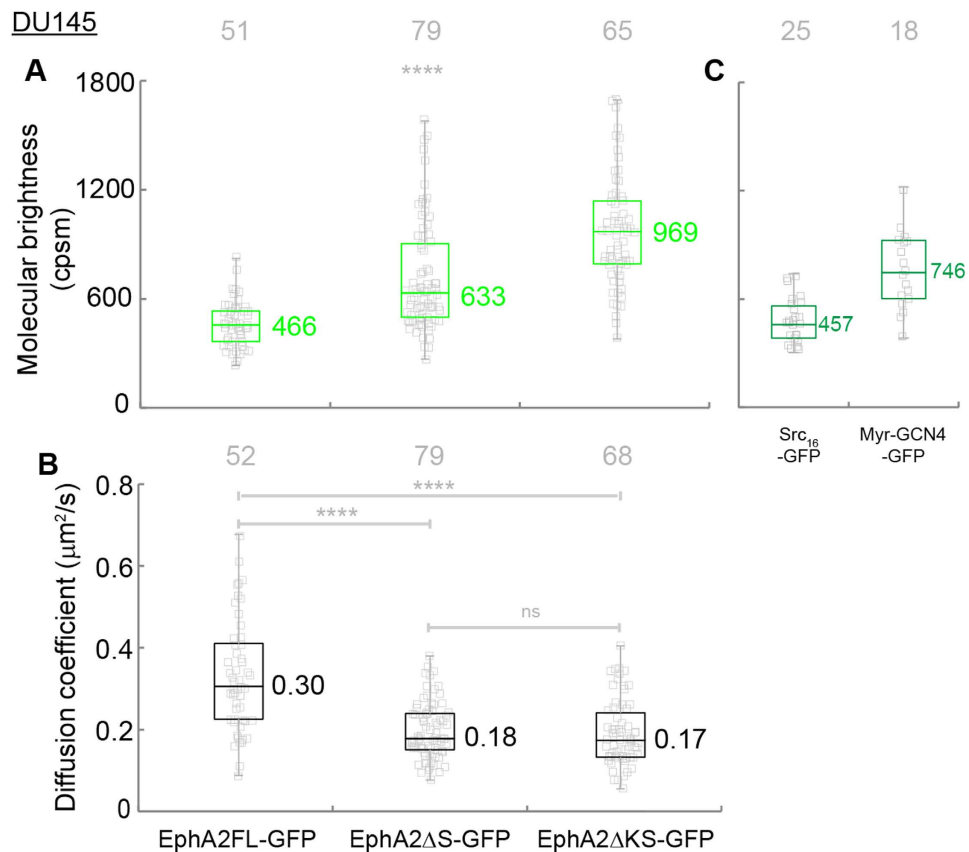 DU145
51 79 65 25 18
A
****
C
1800
1200
600
0
Molecular brightness
(cpsm)
466
633
969
457
746
Src16
-GFP
Myr-GCN4
-GFP
52 79 68
B
0.8
0.6
0.4
0.2
0
Diffusion coefficient (μm²/s)
****
****
ns
0.30
0.18
0.17
EphA2FL-GFP EphA2ΔS-GFP EphA2ΔKS-GFP